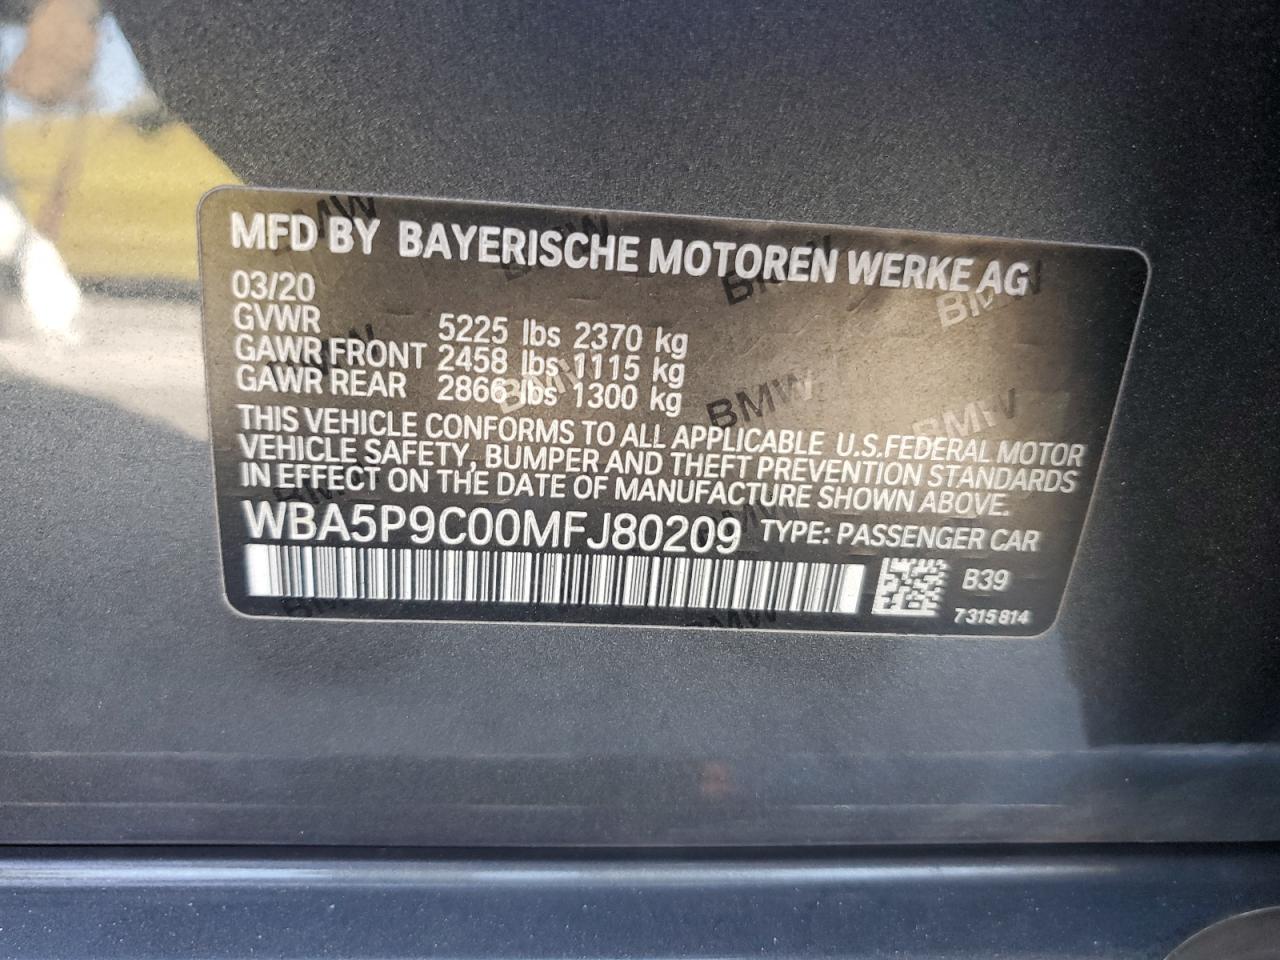 MFD BY BAYERISCHE MOTOREN WERKE AG
03/20
GVWR 5225 lbs 2370 kg
GAWR FRONT 2458 lbs 1115 kg
GAWR REAR 2866 lbs 1300 kg
THIS VEHICLE CONFORMS TO ALL APPLICABLE U.S.FEDERAL MOTOR
VEHICLE SAFETY, BUMPER AND THEFT PREVENTION STANDARDS
IN EFFECT ON THE DATE OF MANUFACTURE SHOWN ABOVE.
WBA5P9C00MFJ80209 TYPE: PASSENGER CAR
B39
7315814